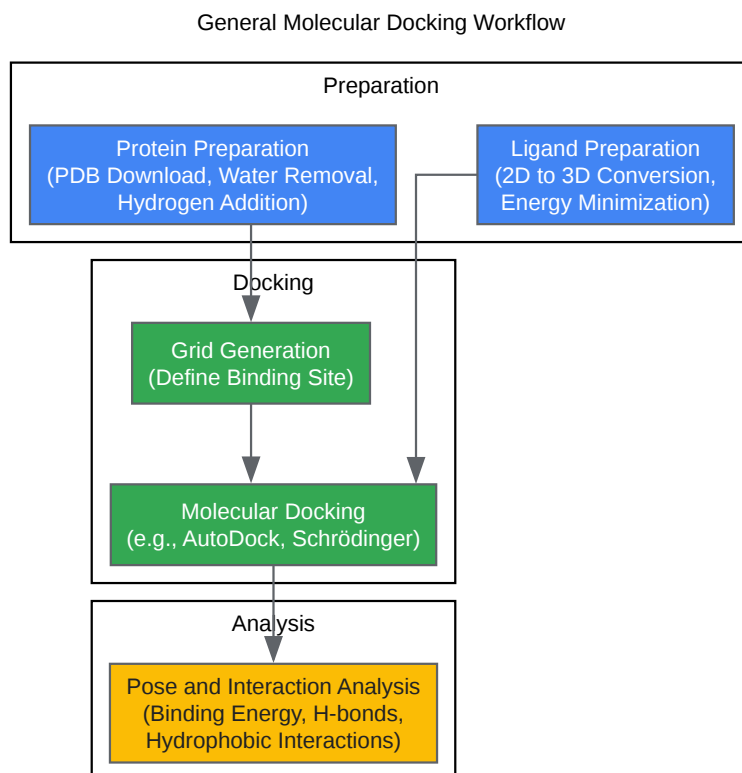 General Molecular Docking Workflow
Preparation
Protein Preparation
(PDB Download, Water Removal,
Hydrogen Addition)
Ligand Preparation
(2D to 3D Conversion,
Energy Minimization)
Docking
Grid Generation
(Define Binding Site)
Molecular Docking
(e.g., AutoDock, Schrödinger)
Analysis
Pose and Interaction Analysis
(Binding Energy, H-bonds,
Hydrophobic Interactions)